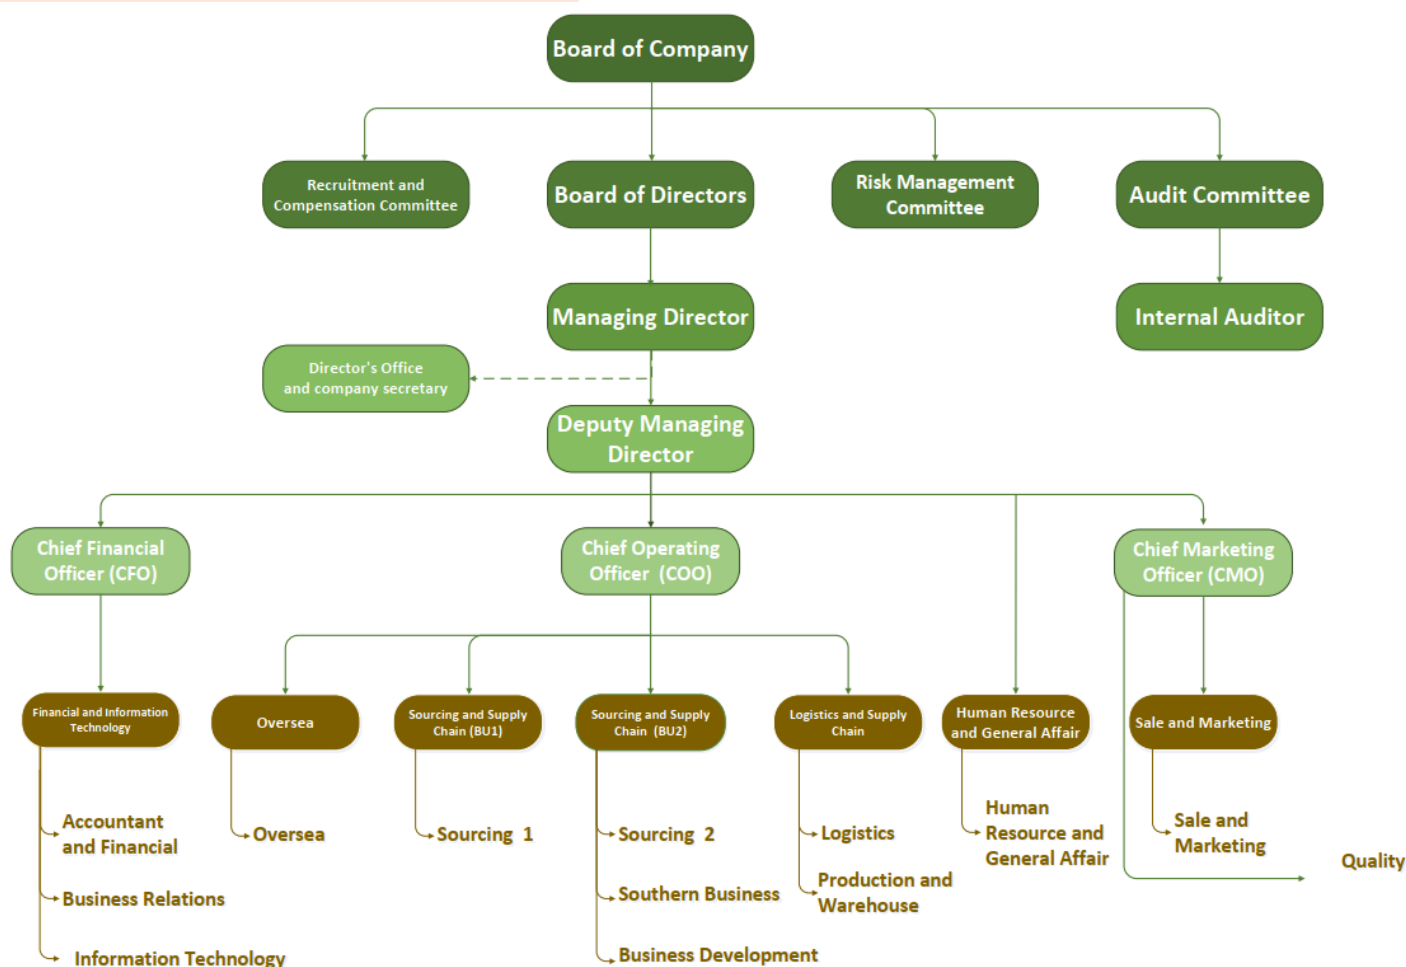 Board of Company
Recruitment and
Compensation Committee
Board of Directors
Risk Management
Committee
Audit Committee
Managing Director
Internal Auditor
Director's Office
and company secretary
Deputy Managing
Director
Chief Financial
Officer (CFO)
Chief Operating
Officer (COO)
Chief Marketing
Officer (CMO)
Financial and Information
Technology
Oversea
Sourcing and Supply
Chain (BU1)
Sourcing and Supply
Chain (BU2)
Logistics and Supply
Chain
Human Resource
and General Affair
Sale and Marketing
Accountant
and Financial
Business Relations
Information Technology
Oversea
Sourcing 1
Sourcing 2
Southern Business
Business Development
Logistics
Production and
Warehouse
Human
Resource and
General Affair
Sale and
Marketing
Quality